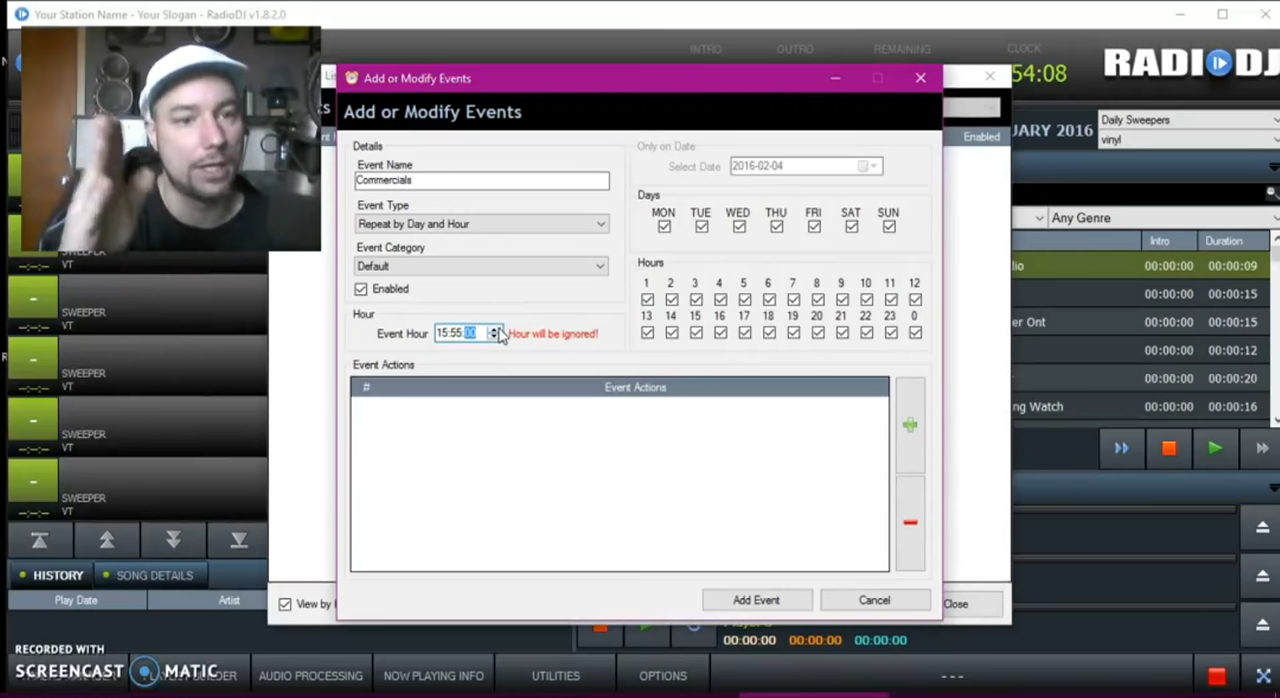 Your Station Name - Your Slogan - RadioDJ v1.8.2.0
INTRO OUTRO REMAINING CLOCK
54:08
RADIODJ
Add or Modify Events
Add or Modify Events
Enabled
UARY 2016
Daily Sweepers
vinyl
Details
Event Name
Commercials
Event Type
Repeat by Day and Hour
Event Category
Default
Enabled
Hour
Event Hour 15:55:00 Hour will be ignored!
Only on Date
Select Date 2016-02-04
Days
MON TUE WED THU FRI SAT SUN
Hours
1 2 3 4 5 6 7 8 9 10 11 12
13 14 15 16 17 18 19 20 21 22 23 0
Event Actions
# Event Actions
Add Event Cancel
Any Genre
Intro Duration
dio 00:00:00 00:00:09
00:00:00 00:00:15
er Ont 00:00:00 00:00:15
00:00:00 00:00:12
00:00:00 00:00:20
ng Watch 00:00:00 00:00:16
VT
SWEEPER
VT
SWEEPER
VT
SWEEPER
VT
SWEEPER
VT
HISTORY SONG DETAILS
Play Date Artist
View by
Close
00:00:00 00:00:00 00:00:00
RECORDED WITH
SCREENCAST MATIC
AUDIO PROCESSING NOW PLAYING INFO UTILITIES OPTIONS ---